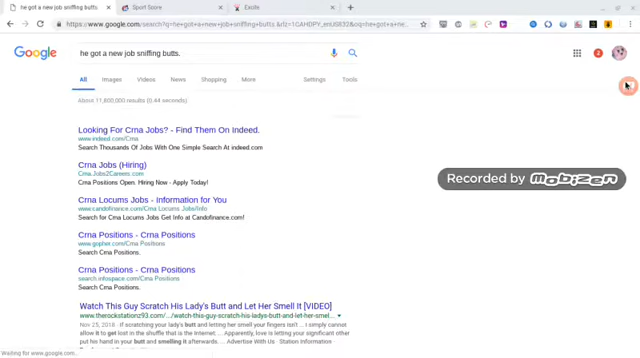 he got a new job sniffing butts.
Sport Score
Excite
https://www.google.com/search?q=he+got+a+new+job+sniffing+butts
Google
he got a new job sniffing butts.
2
All Images Videos News Shopping More Settings Tools
About 11,600,000 results (0.44 seconds)
Looking For Crna Jobs? - Find Them On Indeed.
www.indeed.com/Crna
Search Thousands Of Jobs With One Simple Search At indeed.com
Crna Jobs (Hiring)
Crna.Jobs2Careers.com
Crna Positions Open. Hiring Now - Apply Today!
Recorded by MOBIZEN
Crna Locums Jobs - Information for You
www.candofinance.com/Crna Locums Jobs/Info
Search for Crna Locums Jobs Get Info at Candofinance.com!
Crna Positions - Crna Positions
www.gopher.com/Crna Positions
Search Crna Positions.
Crna Positions - Crna Positions
search.infospace.com/Crna Positions
Search Crna Positions.
Watch This Guy Scratch His Lady's Butt and Let Her Smell It [VIDEO]
www.therockstation93.com/.../watch-this-guy-scratch-his-ladys-butt-and-let-her-smel...
Nov 25, 2016 - If scratching your lady's butt and letting her smell your fingers isn't ... I simply cannot
allow it to get lost in the shuffle that is the Internet. ... Apparently, love is letting your significant other
put his hand in your butt and smelling it afterwards. ... Advertise With Us · Station Information
Waiting for www.google.com...